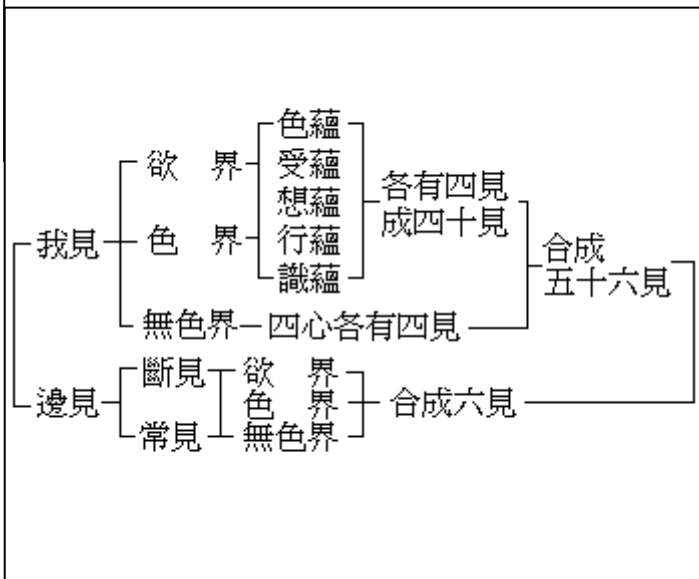 色蘊
欲界
受蘊
各有四見
想蘊
成四十見
我見
色界
行蘊
合成
識蘊
五十六見
無色界
四心各有四見
斷見
欲界
邊見
色界
合成六見
常見
無色界